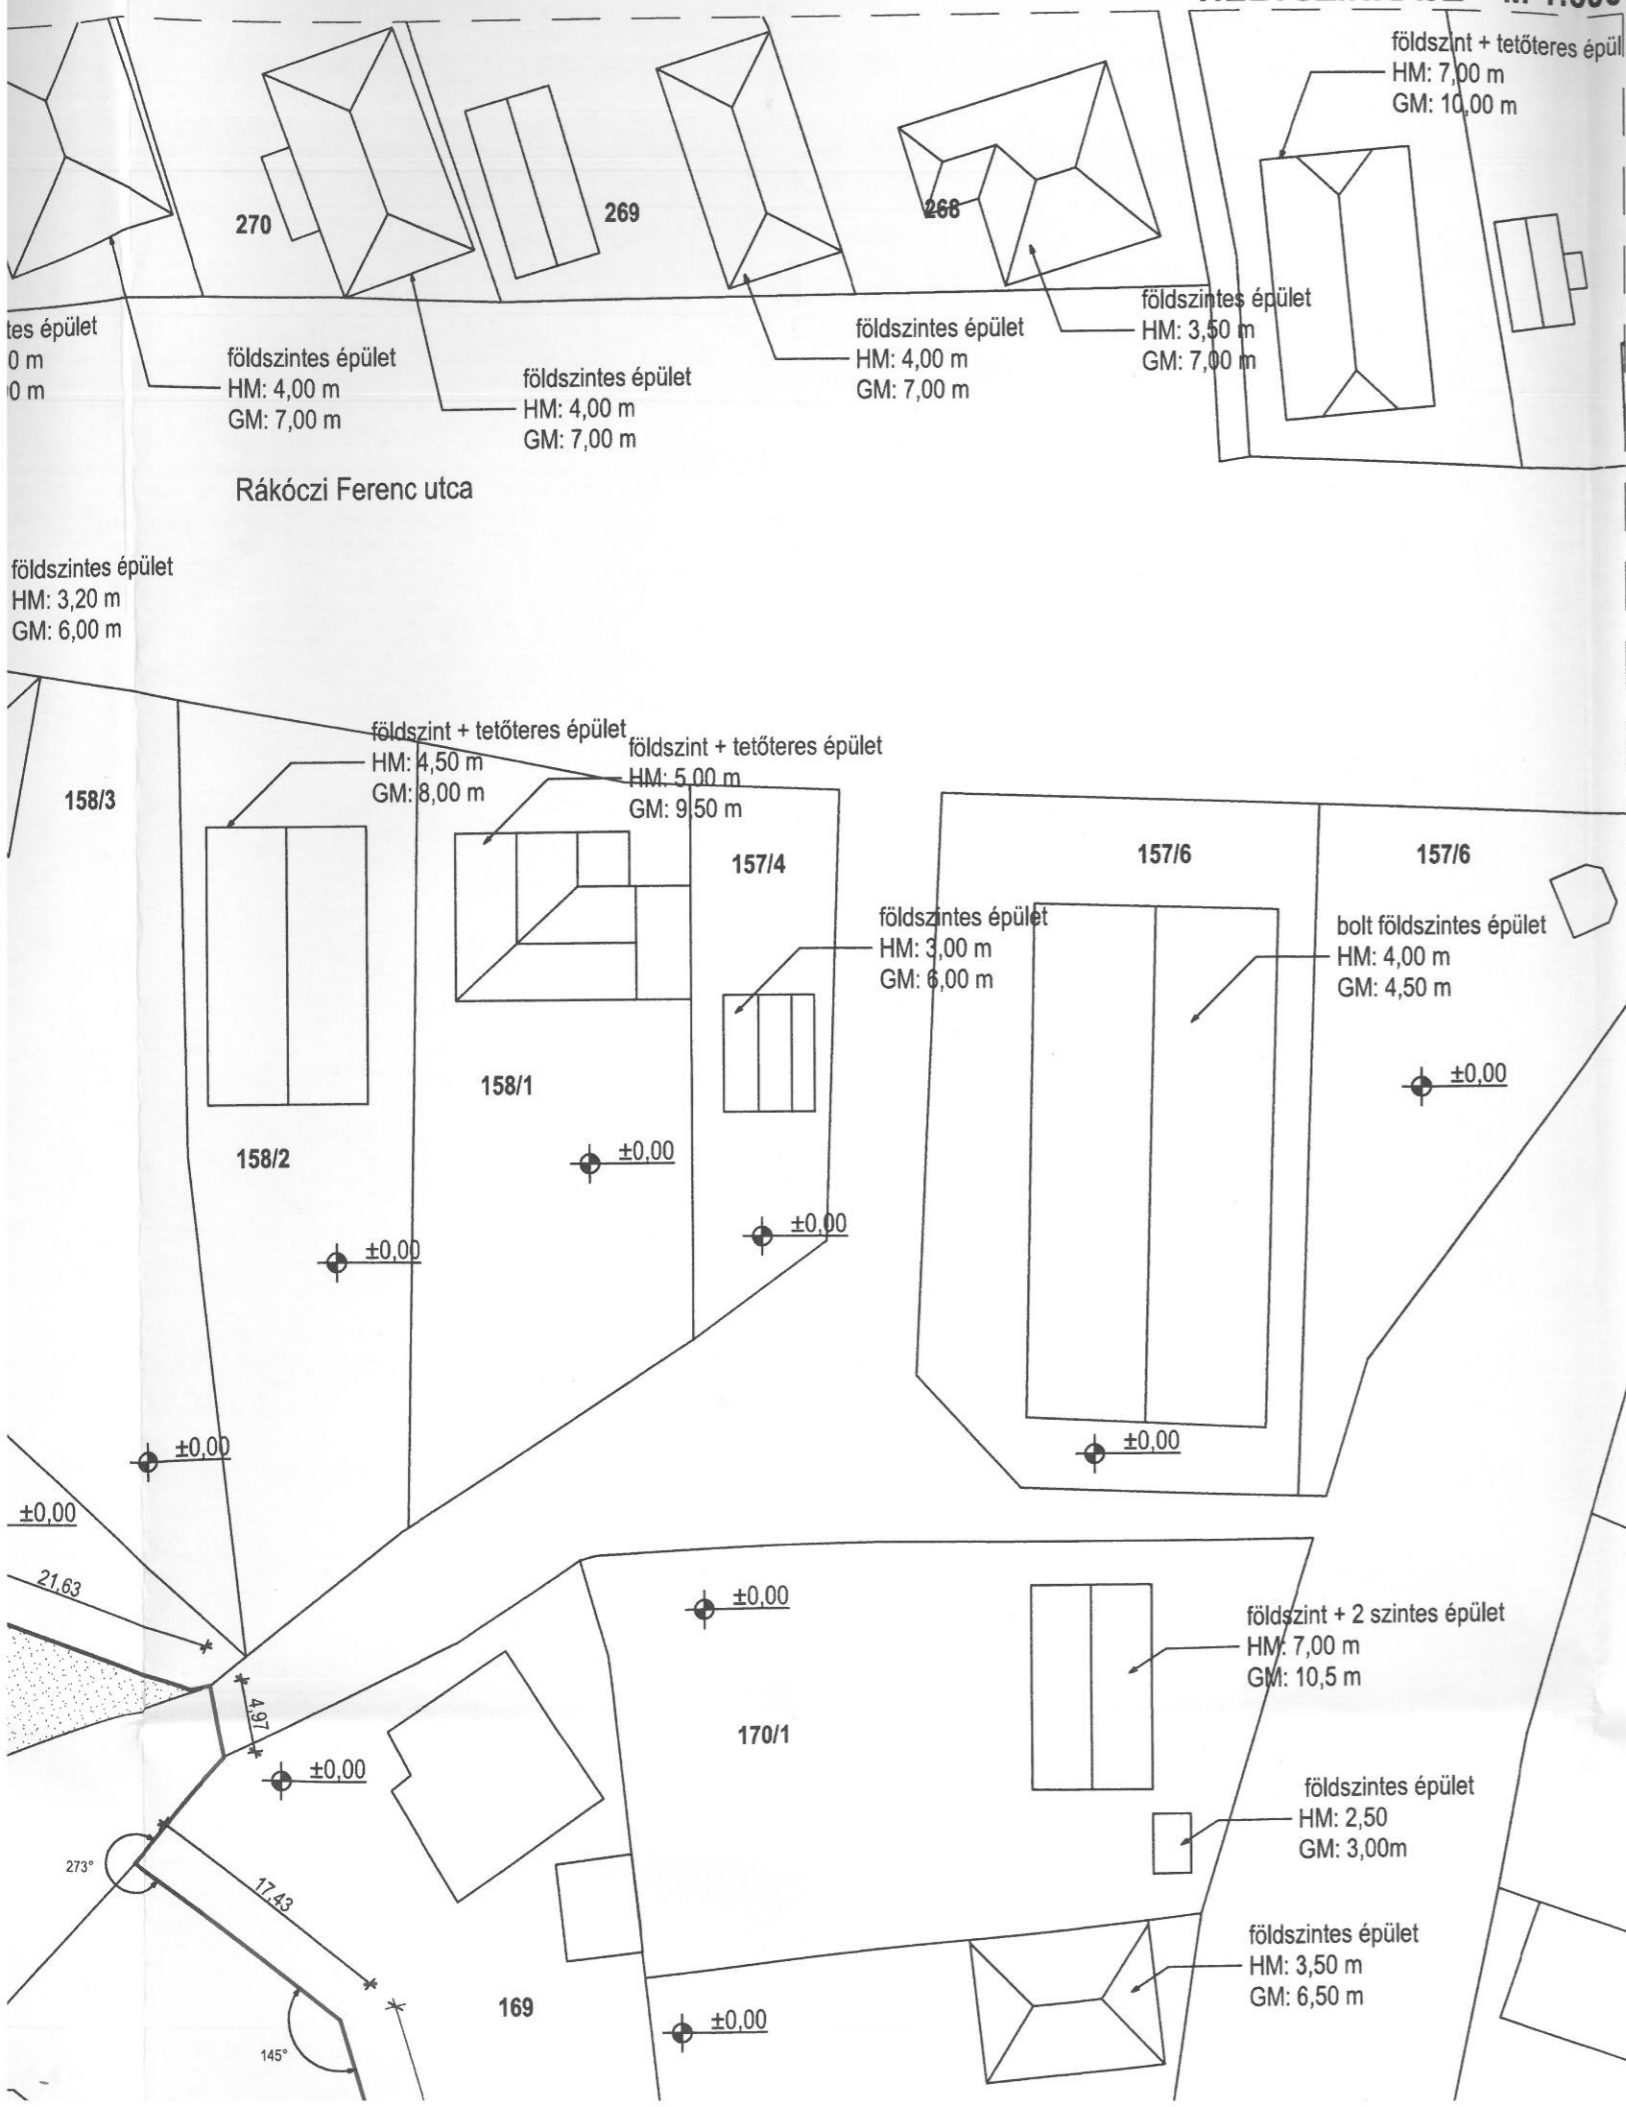 földszint + tetőteres épül
HM: 7,00 m
GM: 10,00 m
270
269
268
tes épület
0 m
0 m
földszintes épület
HM: 4,00 m
GM: 7,00 m
földszintes épület
HM: 4,00 m
GM: 7,00 m
földszintes épület
HM: 4,00 m
GM: 7,00 m
földszintes épület
HM: 3,50 m
GM: 7,00 m
Rákóczi Ferenc utca
földszintes épület
HM: 3,20 m
GM: 6,00 m
földszint + tetőteres épület
HM: 4,50 m
GM: 8,00 m
földszint + tetőteres épület
HM: 5,00 m
GM: 9,50 m
158/3
157/4
157/6
157/6
földszintes épület
HM: 3,00 m
GM: 6,00 m
bolt földszintes épület
HM: 4,00 m
GM: 4,50 m
±0,00
158/1
158/2
±0,00
±0,00
±0,00
±0,00
±0,00
±0,00
21,63
±0,00
földszint + 2 szintes épület
HM: 7,00 m
GM: 10,5 m
4,97
170/1
±0,00
földszintes épület
HM: 2,50
GM: 3,00m
273°
17,43
földszintes épület
HM: 3,50 m
GM: 6,50 m
169
±0,00
145°